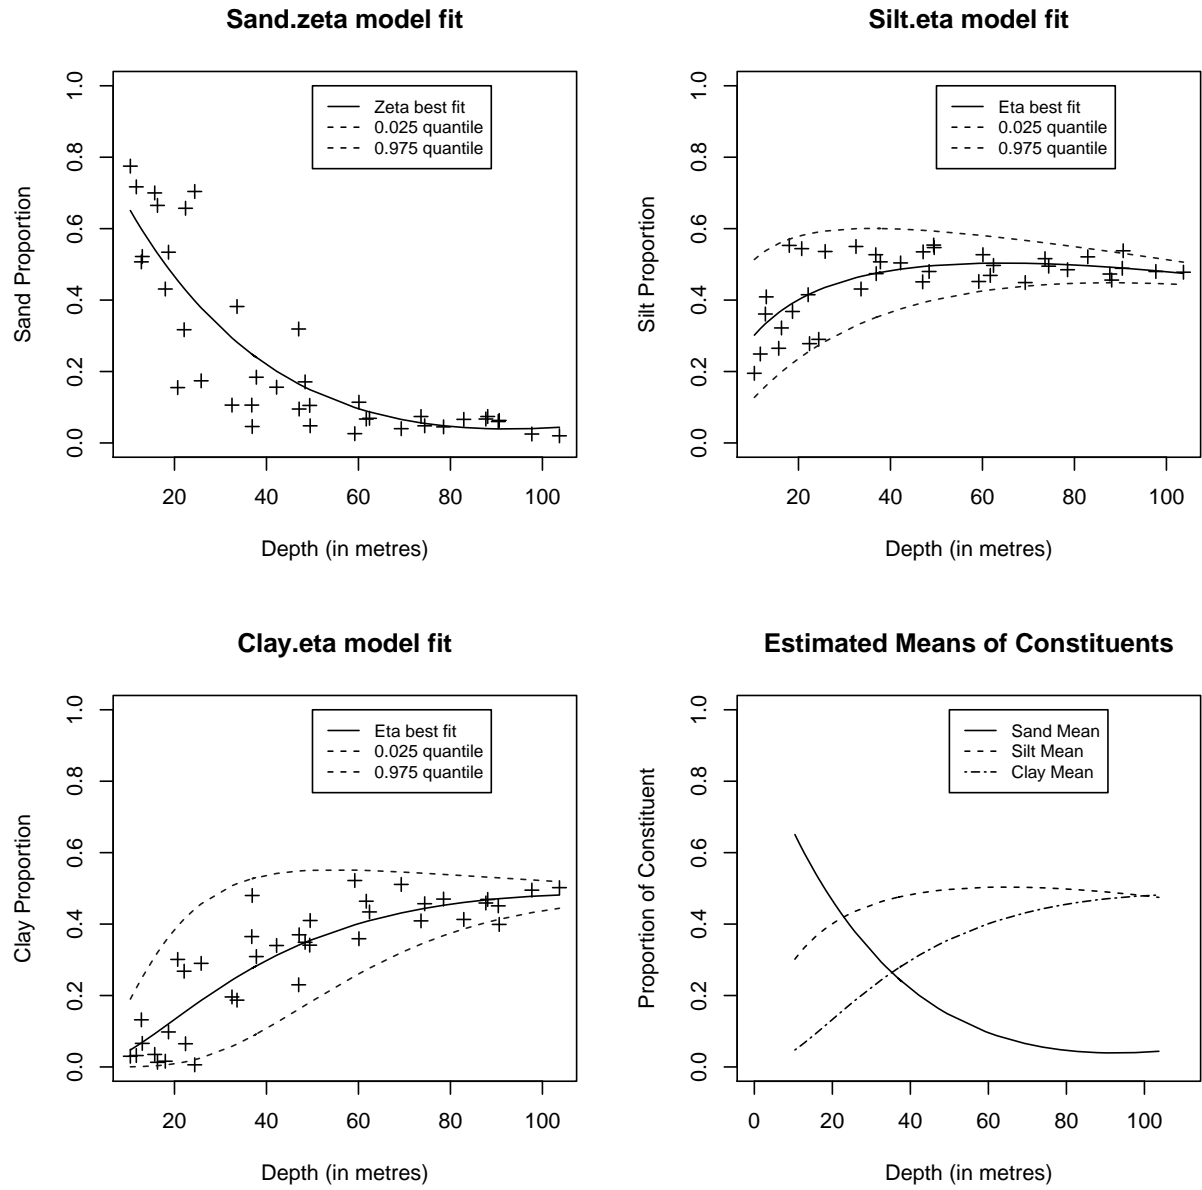 Sand.zeta model fit
Sand Proportion
0.0 0.2 0.4 0.6 0.8 1.0
Zeta best fit
0.025 quantile
0.975 quantile
20 40 60 80 100
Depth (in metres)
Silt.eta model fit
Silt Proportion
0.0 0.2 0.4 0.6 0.8 1.0
Eta best fit
0.025 quantile
0.975 quantile
20 40 60 80 100
Depth (in metres)
Clay.eta model fit
Clay Proportion
0.0 0.2 0.4 0.6 0.8 1.0
Eta best fit
0.025 quantile
0.975 quantile
20 40 60 80 100
Depth (in metres)
Estimated Means of Constituents
Proportion of Constituent
0.0 0.2 0.4 0.6 0.8 1.0
Sand Mean
Silt Mean
Clay Mean
0 20 40 60 80 100
Depth (in metres)